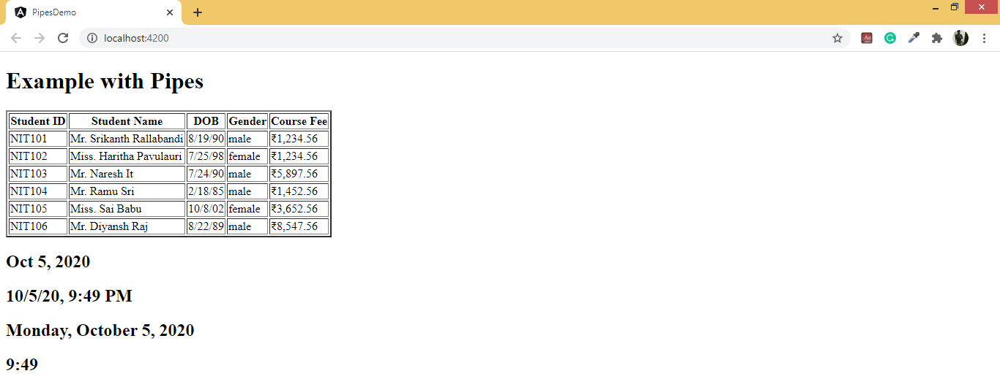 PipesDemo
localhost:4200
Example with Pipes
Student ID Student Name DOB Gender Course Fee
NIT101 Mr. Srikanth Rallabandi 8/19/90 male ₹1,234.56
NIT102 Miss. Haritha Pavulauri 7/25/98 female ₹1,234.56
NIT103 Mr. Naresh It 7/24/90 male ₹5,897.56
NIT104 Mr. Ramu Sri 2/18/85 male ₹1,452.56
NIT105 Miss. Sai Babu 10/8/02 female ₹3,652.56
NIT106 Mr. Diyansh Raj 8/22/89 male ₹8,547.56
Oct 5, 2020
10/5/20, 9:49 PM
Monday, October 5, 2020
9:49